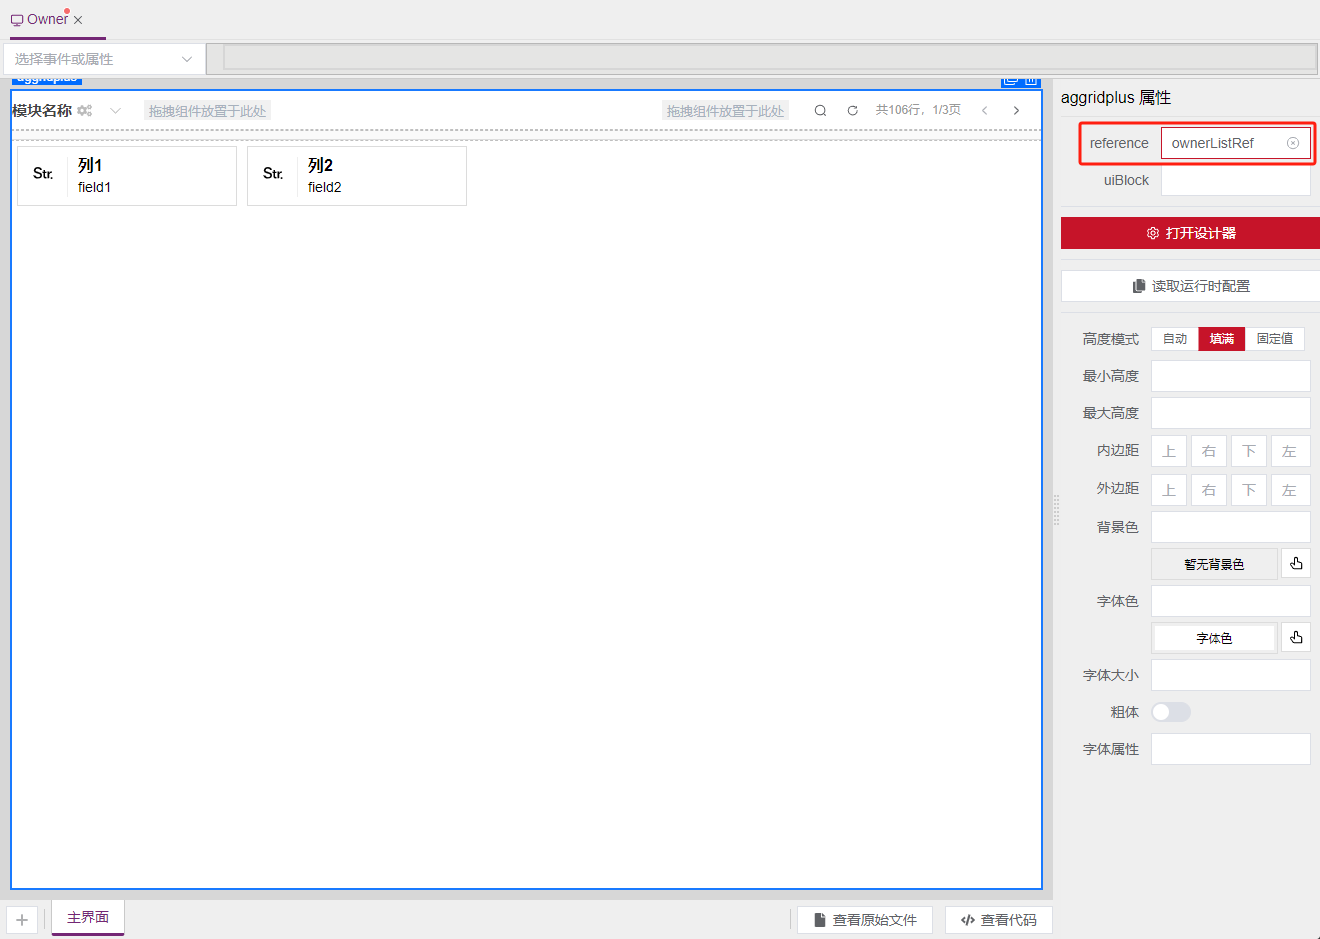 Owner
选择事件或属性
aggridplus
模块名称
拖拽组件放置于此处
拖拽组件放置于此处
共106行，1/3页
Str.
列1
field1
Str.
列2
field2
aggridplus 属性
reference
ownerListRef
uiBlock
打开设计器
读取运行时配置
高度模式
自动
填满
固定值
最小高度
最大高度
内边距
上
右
下
左
外边距
上
右
下
左
背景色
暂无背景色
字体色
字体色
字体大小
粗体
字体属性
主界面
查看原始文件
查看代码